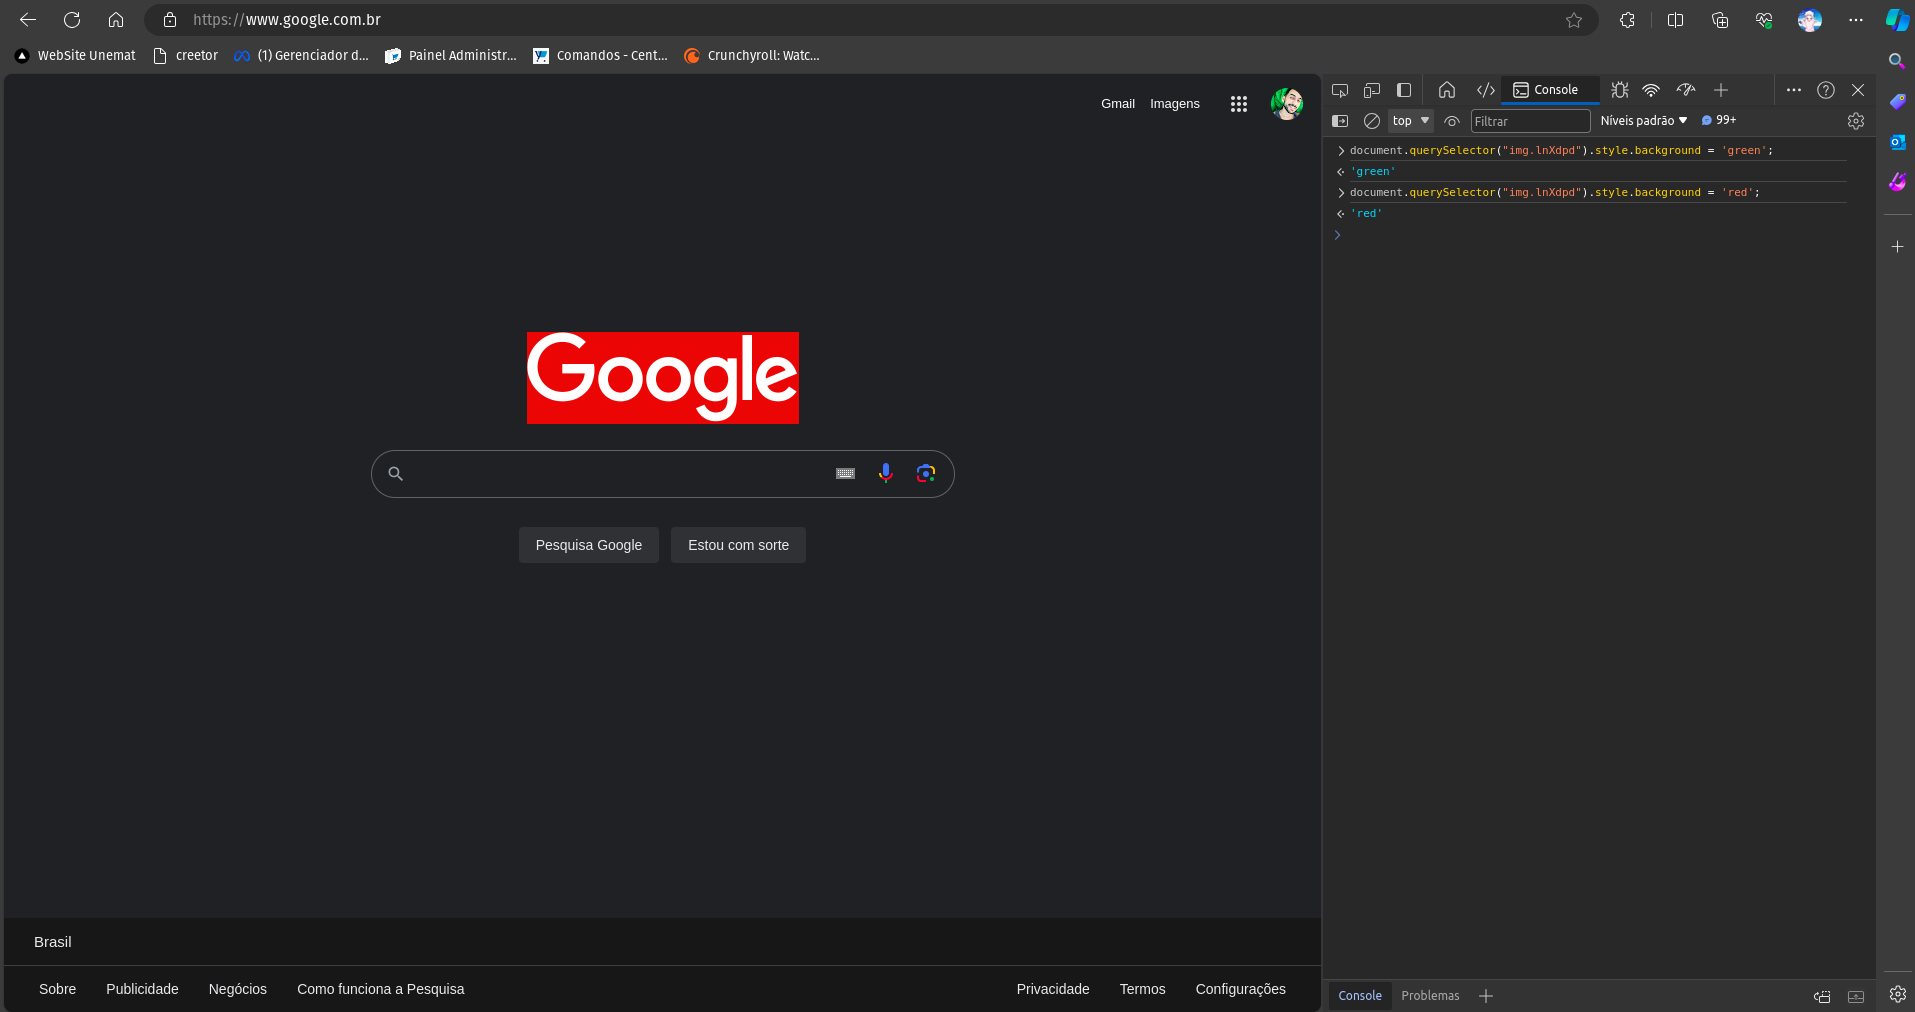 https://www.google.com.br
WebSite Unemat creetor (1) Gerenciador d... Painel Administr... Comandos - Cent... Crunchyroll: Watc...
Gmail Imagens
Google
Pesquisa Google Estou com sorte
Brasil
Sobre Publicidade Negócios Como funciona a Pesquisa Privacidade Termos Configurações
Console
top Filtrar Níveis padrão 99+
document.querySelector("img.lnXdpd").style.background = 'green';
'green'
document.querySelector("img.lnXdpd").style.background = 'red';
'red'
Console Problemas